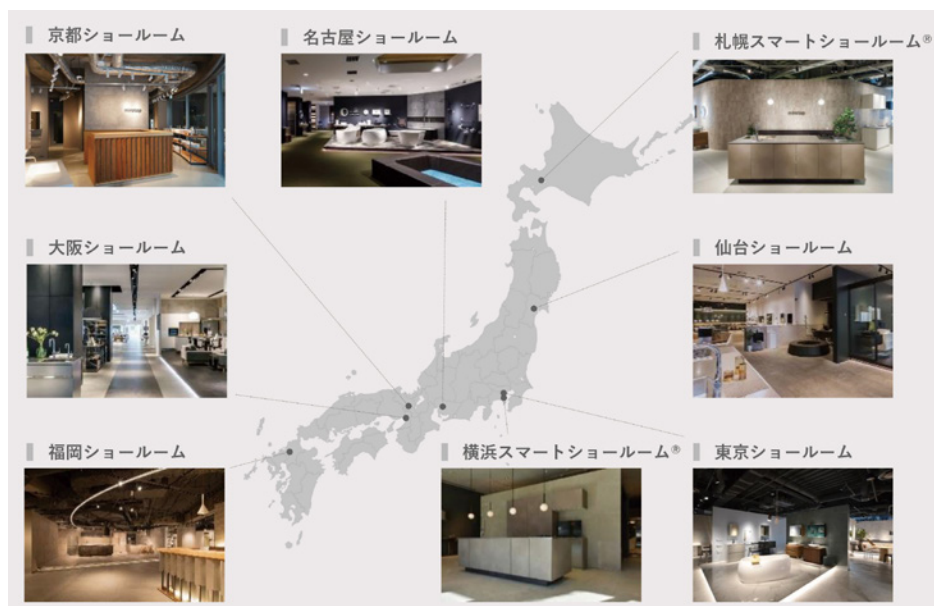 京都ショールーム
名古屋ショールーム
札幌スマートショールーム®
大阪ショールーム
仙台ショールーム
福岡ショールーム
横浜スマートショールーム®
東京ショールーム